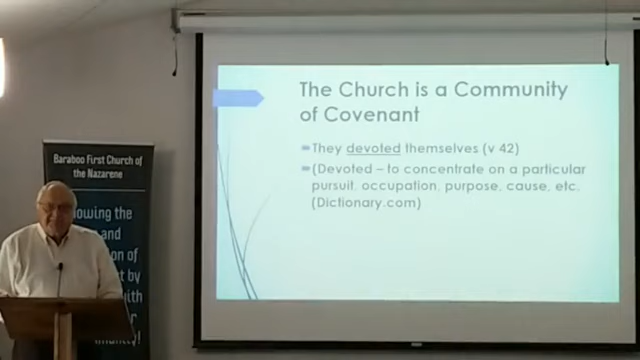 The Church is a Community
of Covenant
They devoted themselves (v 42)
(Devoted – to concentrate on a particular
pursuit, occupation, purpose, cause, etc.
(Dictionary.com)
Baraboo First Church of
the Nazarene
the
and
of
by